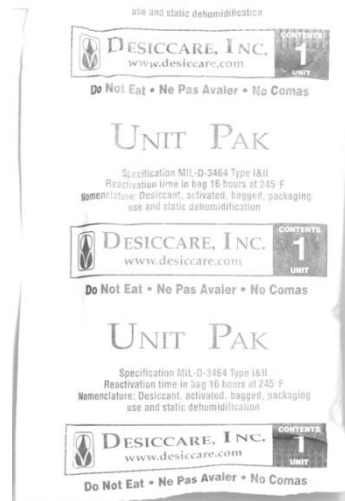 use and static dehumidification
DESICCARE, INC.
www.desiccare.com
CONTENTS
1
UNIT
Do Not Eat • Ne Pas Avaler • No Comas
UNIT PAK
Specification MIL-D-3464 Type I&II
Reactivation time in bag 16 hours at 245°F
Nomenclature: Desiccant, activated, bagged, packaging
use and static dehumidification
DESICCARE, INC.
www.desiccare.com
CONTENTS
1
UNIT
Do Not Eat • Ne Pas Avaler • No Comas
UNIT PAK
Specification MIL-D-3464 Type I&II
Reactivation time in bag 16 hours at 245°F
Nomenclature: Desiccant, activated, bagged, packaging
use and static dehumidification
DESICCARE, INC.
www.desiccare.com
CONTENTS
1
UNIT
Do Not Eat • Ne Pas Avaler • No Comas